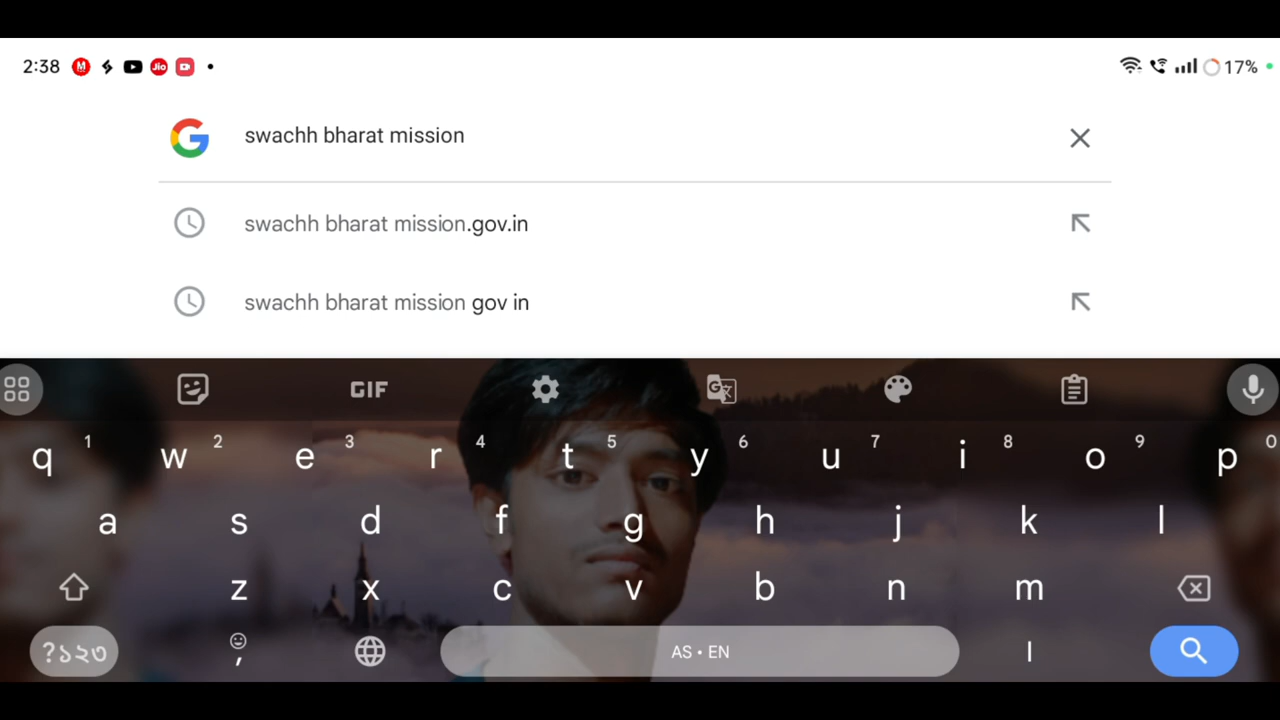 2:38 M Jio 17%
swachh bharat mission
swachh bharat mission.gov.in
swachh bharat mission gov in
GIF G
q 1 w 2 e 3 r 4 t 5 y 6 u 7 i 8 o 9 p 0
a s d f g h j k l
z x c v b n m
?১২৩ , AS • EN ।